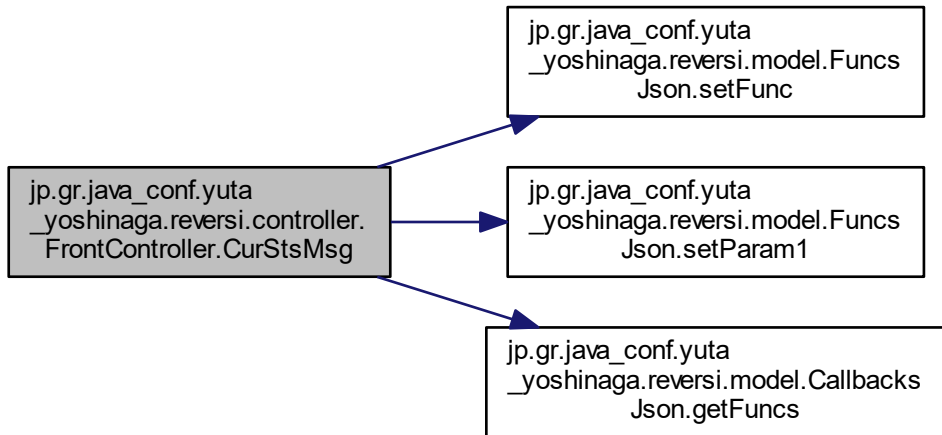 jp.gr.java_conf.yuta
_yoshinaga.reversi.model.Funcs
Json.setFunc
jp.gr.java_conf.yuta
_yoshinaga.reversi.controller.
FrontController.CurStsMsg
jp.gr.java_conf.yuta
_yoshinaga.reversi.model.Funcs
Json.setParam1
jp.gr.java_conf.yuta
_yoshinaga.reversi.model.Callbacks
Json.getFuncs